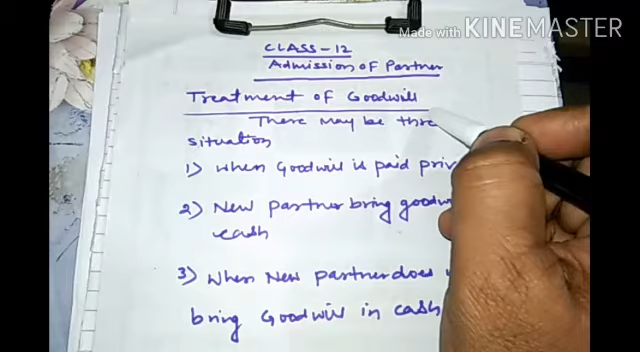 Made with KINEMASTER
CLASS-12
Admission of Partner
Treatment of Goodwill
There may be thre
situation
1) When Goodwill is paid priv
2) New partner bring goodw
cash
3) When New partner does
bring Goodwill in cash